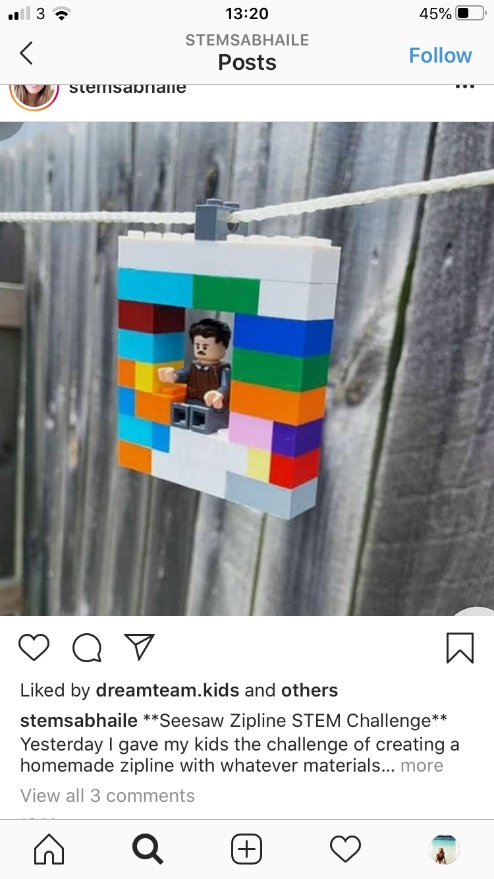 3
13:20
45%
STEMSABHAILE
Posts
Follow
stemsabhaile
Liked by dreamteam.kids and others
stemsabhaile **Seesaw Zipline STEM Challenge**
Yesterday I gave my kids the challenge of creating a
homemade zipline with whatever materials... more
View all 3 comments